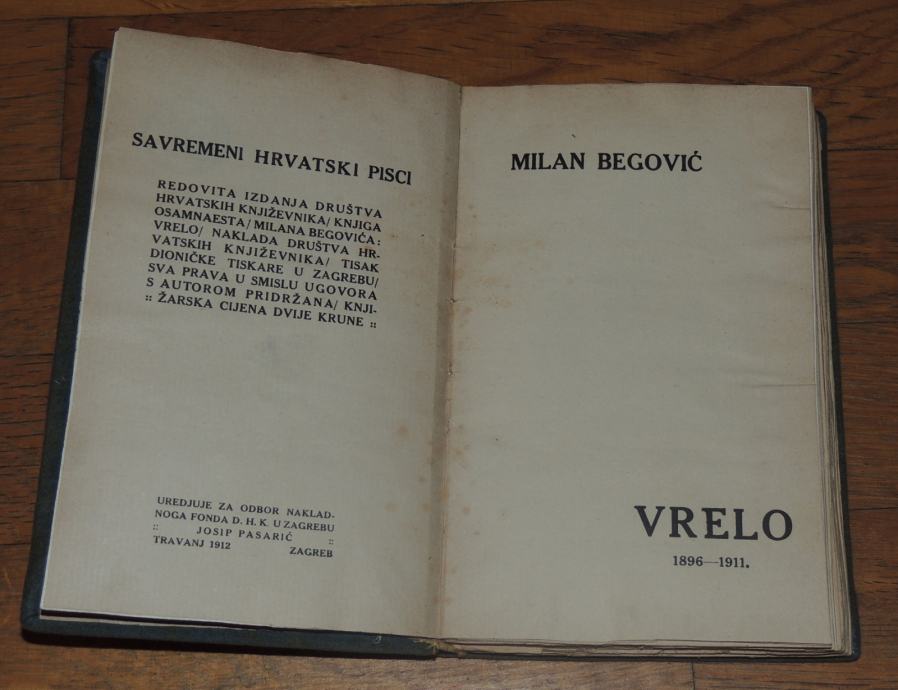 SAVREMENI HRVATSKI PISCI
REDOVITA IZDANJA DRUŠTVA
HRVATSKIH KNJIŽEVNIKA/KNJIGA
OSAMNAESTA/MILANA BEGOVIĆA:
VRELO/ NAKLADA DRUŠTVA HR-
VATSKIH KNJIŽEVNIKA/ TISAK
DIONIČKE TISKARE U ZAGREBU/
SVA PRAVA U SMISLU UGOVORA
S AUTOROM PRIDRŽANA/ KNJI-
:: ŽARSKA CIJENA DVIJE KRUNE ::
UREDJUJE ZA ODBOR NAKLAD-
NOGA FONDA D. H. K. U ZAGREBU
:: JOSIP PASARIĆ ::
TRAVANJ 1912 ZAGREB
MILAN BEGOVIĆ
VRELO
1896—1911.